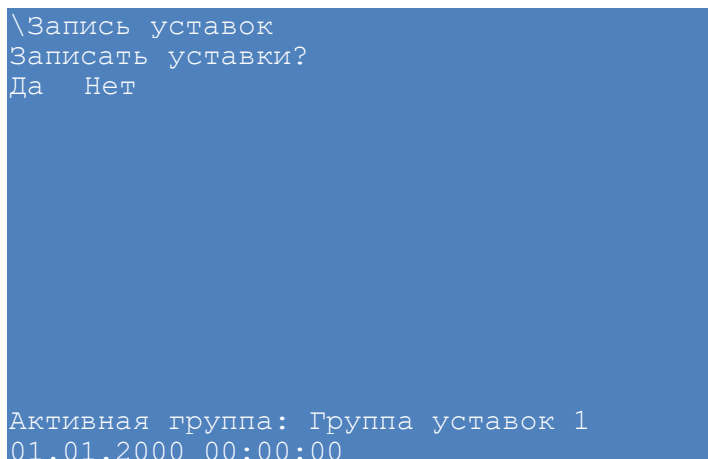 \Запись уставок
Записать уставки?
Да Нет
Активная группа: Группа уставок 1
01.01.2000 00:00:00